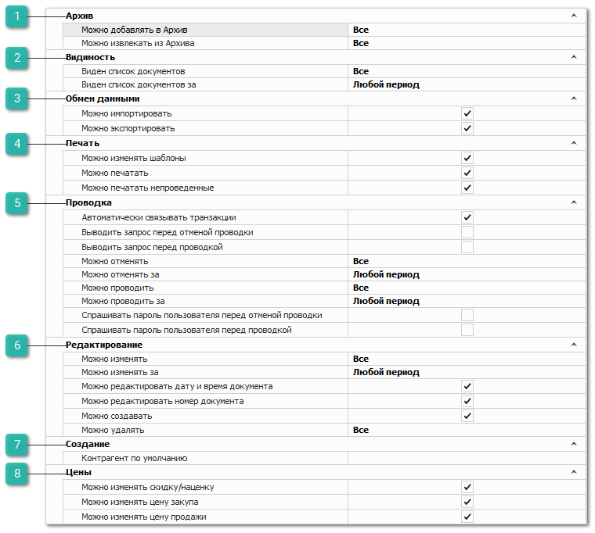 1 Архив
Можно добавлять в Архив Все
Можно извлекать из Архива Все
2 Видимость
Виден список документов Все
Виден список документов за Любой период
3 Обмен данными
Можно импортировать
Можно экспортировать
4 Печать
Можно изменять шаблоны
Можно печатать
Можно печатать непроведенные
5 Проводка
Автоматически связывать транзакции
Выводить запрос перед отменой проводки
Выводить запрос перед проводкой
Можно отменять Все
Можно отменять за Любой период
Можно проводить Все
Можно проводить за Любой период
Спрашивать пароль пользователя перед отменой проводки
Спрашивать пароль пользователя перед проводкой
6 Редактирование
Можно изменять Все
Можно изменять за Любой период
Можно редактировать дату и время документа
Можно редактировать номер документа
Можно создавать
Можно удалять Все
7 Создание
Контрагент по умолчанию
8 Цены
Можно изменять скидку/наценку
Можно изменять цену закупа
Можно изменять цену продажи